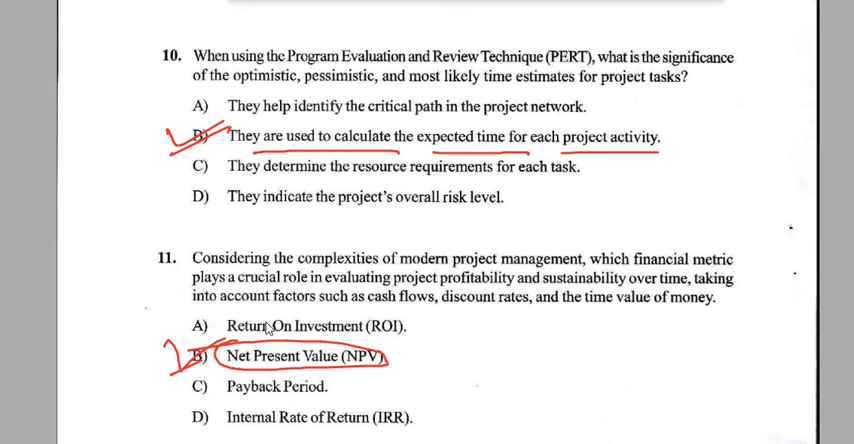 10. When using the Program Evaluation and Review Technique (PERT), what is the significance
of the optimistic, pessimistic, and most likely time estimates for project tasks?
A) They help identify the critical path in the project network.
B) They are used to calculate the expected time for each project activity.
C) They determine the resource requirements for each task.
D) They indicate the project's overall risk level.
11. Considering the complexities of modern project management, which financial metric
plays a crucial role in evaluating project profitability and sustainability over time, taking
into account factors such as cash flows, discount rates, and the time value of money.
A) Return On Investment (ROI).
B) Net Present Value (NPV)
C) Payback Period.
D) Internal Rate of Return (IRR).